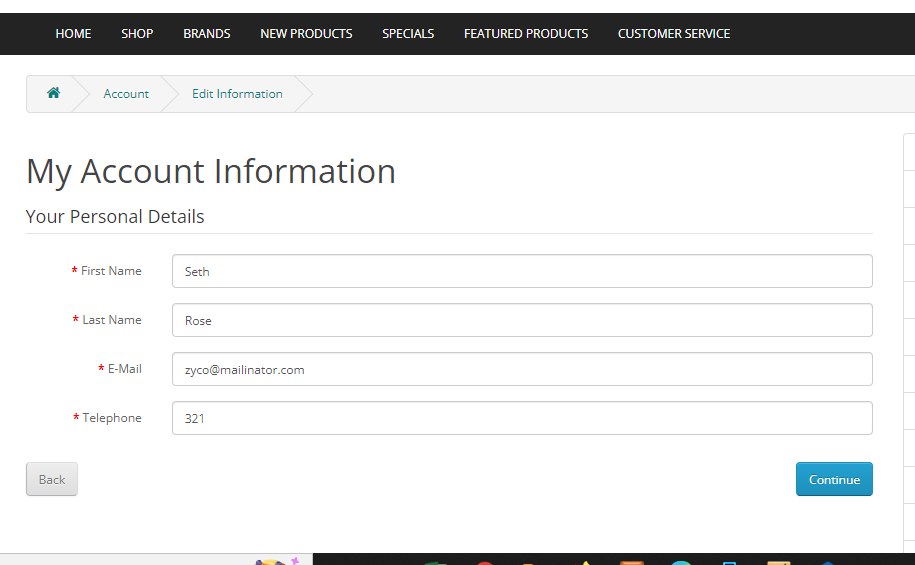 HOME SHOP BRANDS NEW PRODUCTS SPECIALS FEATURED PRODUCTS CUSTOMER SERVICE
Account Edit Information
My Account Information
Your Personal Details
* First Name Seth
* Last Name Rose
* E-Mail zyco@mailinator.com
* Telephone 321
Back Continue